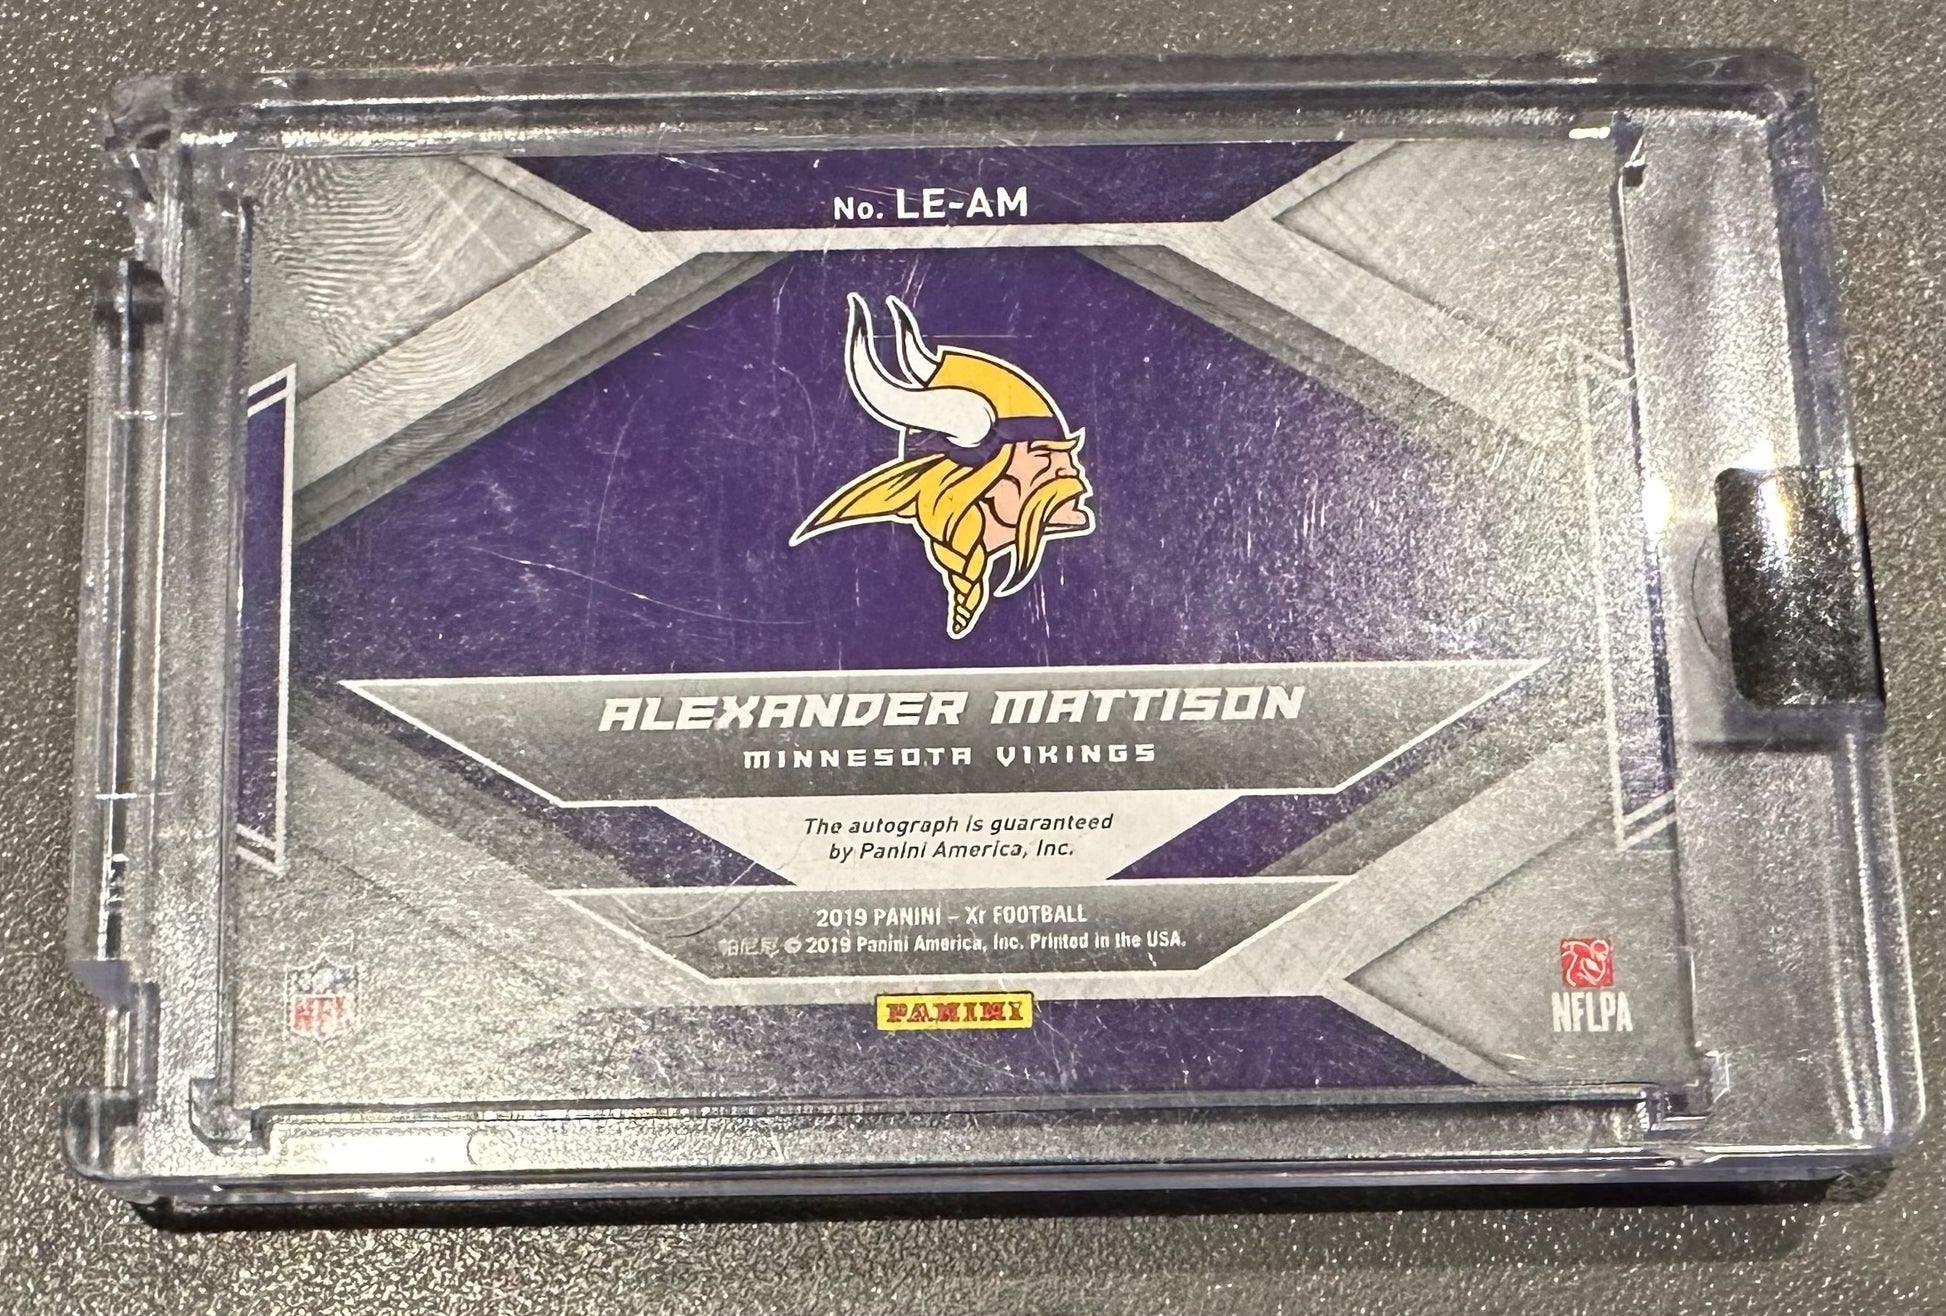 No. LE-AM
ALEXANDER MATTISON
MINNESOTA VIKINGS
The autograph is guaranteed
by Panini America, Inc.
2019 PANINI – Xr FOOTBALL
帕尼尼 © 2019 Panini America, Inc. Printed in the USA.
NFL
PANINI
NFLPA